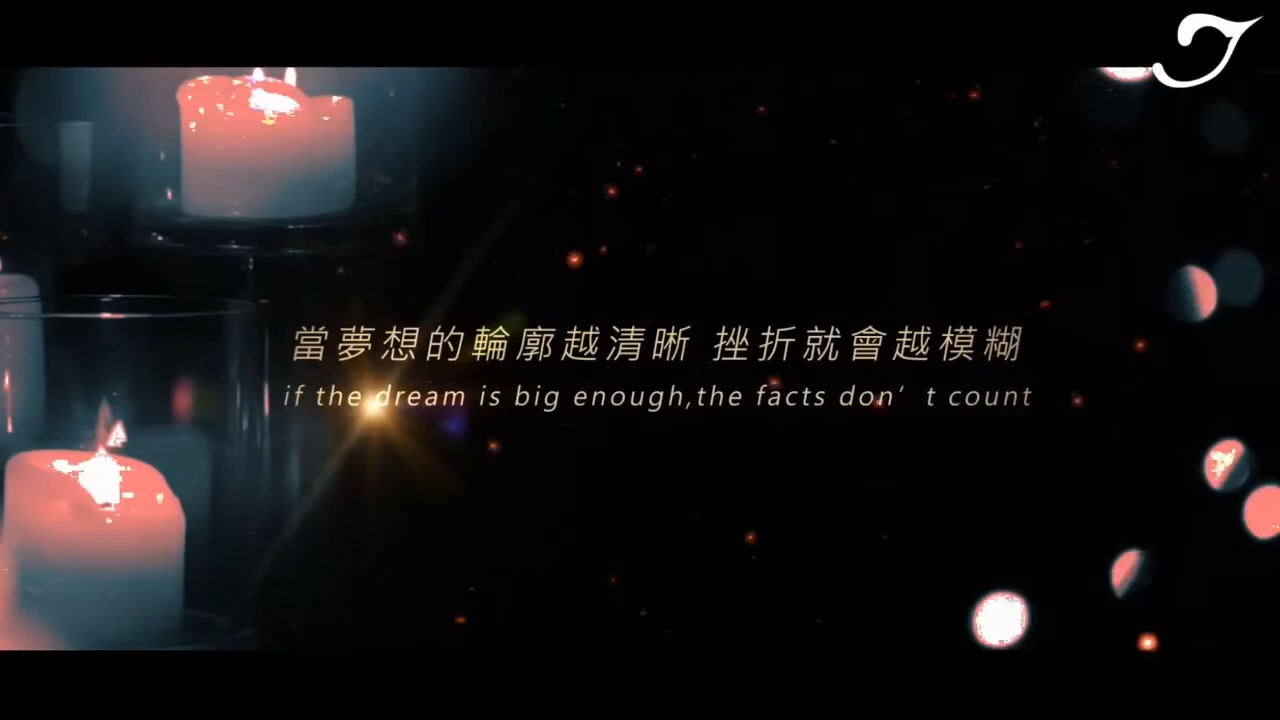 當夢想的輪廓越清晰 挫折就會越模糊
if the dream is big enough,the facts don’t count